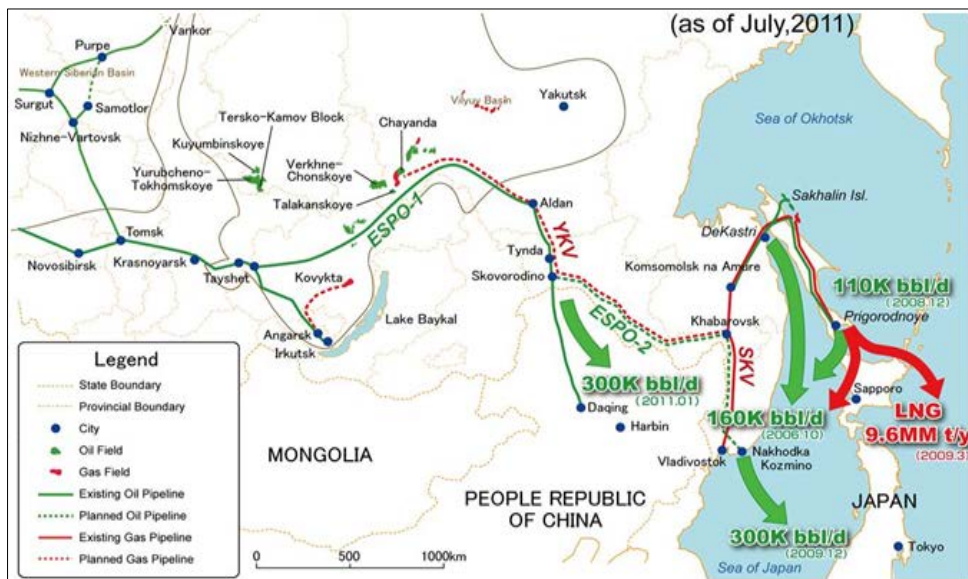 (as of July,2011)
Vankor
Purpe
Western Siberian Basin
Surgut
Samotlor
Nizhne-Vartovsk
Tersko-Kamov Block
Kuyumbinskoye
Yurubcheno-
Tokhomskoye
Verkhne-
Chonskoye
Chayanda
Talakanskoye
Vilyuy Basin
Yakutsk
Sea of Okhotsk
Sakhalin Isl.
ESPO-1
Aldan
YKV
Tynda
Skovorodino
DeKastri
Komsomolsk na Amure
Tomsk
Novosibirsk
Krasnoyarsk
Tayshet
Kovykta
Angarsk
Irkutsk
Lake Baykal
ESPO-2
Khabarovsk
SKV
110K bbl/d
(2008.12)
Prigorodnoye
300K bbl/d
(2011.01)
Daqing
Harbin
160K bbl/d
(2006.10)
Sapporo
LNG
9.6MM t/y
(2009.3)
Vladivostok
Nakhodka
Kozmino
MONGOLIA
PEOPLE REPUBLIC
OF CHINA
JAPAN
300K bbl/d
(2009.12)
Sea of Japan
Tokyo
Legend
State Boundary
Provincial Boundary
City
Oil Field
Gas Field
Existing Oil Pipeline
Planned Oil Pipeline
Existing Gas Pipeline
Planned Gas Pipeline
0 500 1000km